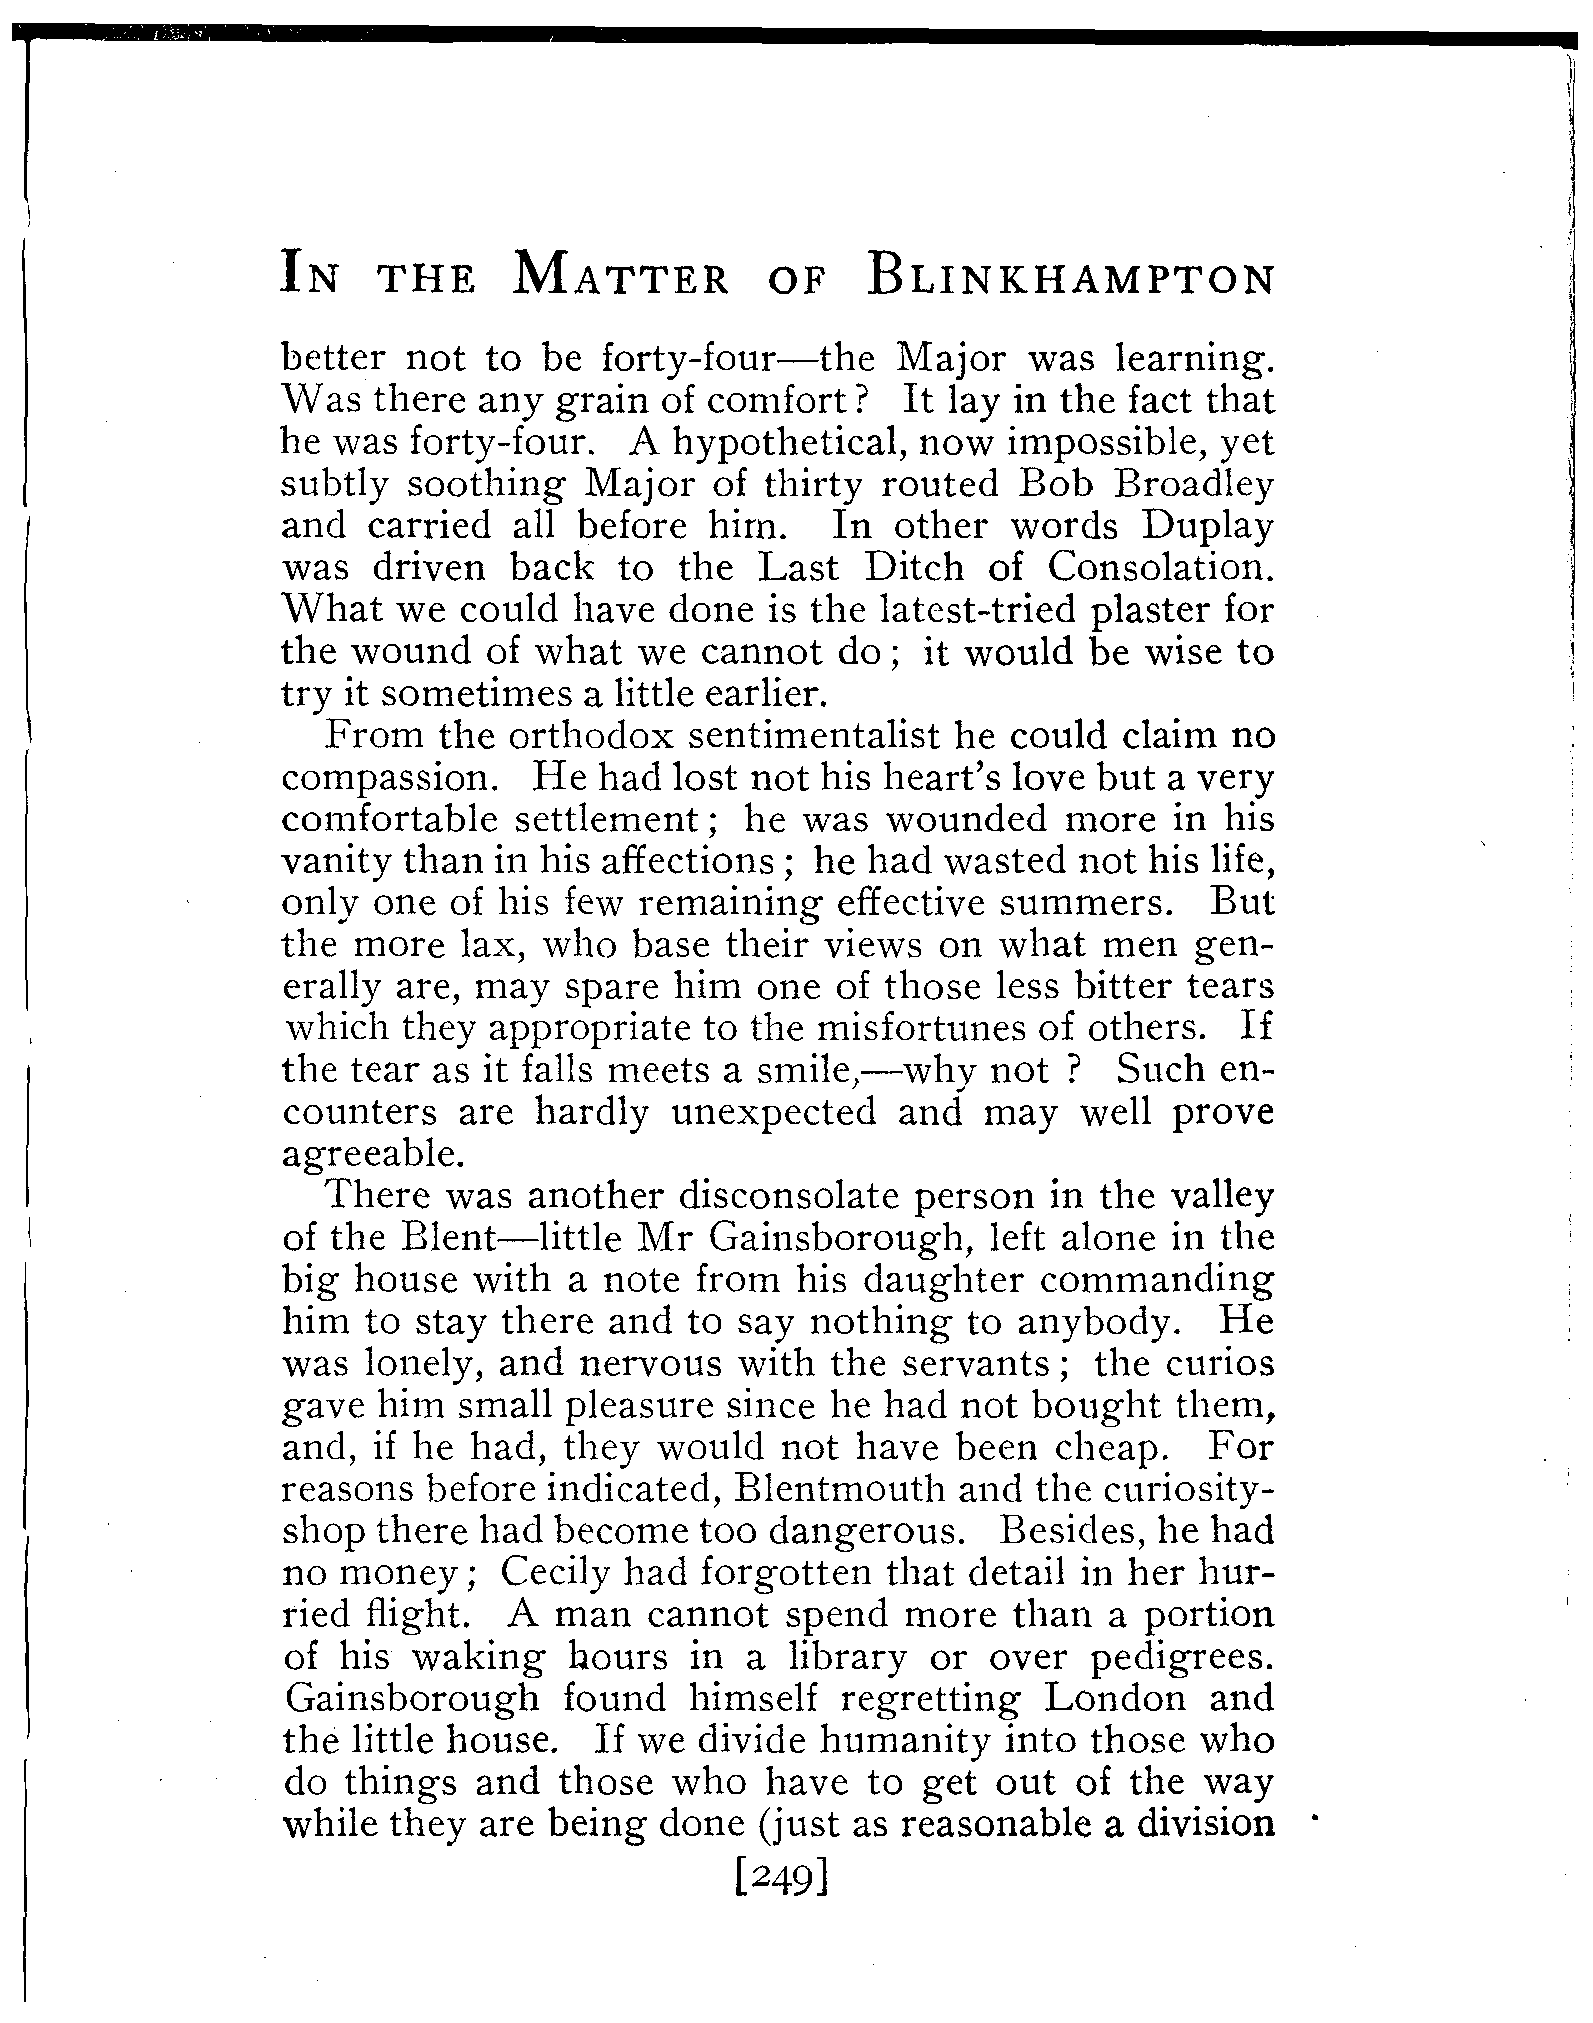 IN THE MATTER OF BLINKHAMPTON
better not to be forty-four—the Major was learning.
Was there any grain of comfort? It lay in the fact that
he was forty-four. A hypothetical, now impossible, yet
subtly soothing Major of thirty routed Bob Broadley
and carried all before him. In other words Duplay
was driven back to the Last Ditch of Consolation.
What we could have done is the latest-tried plaster for
the wound of what we cannot do; it would be wise to
try it sometimes a little earlier.
From the orthodox sentimentalist he could claim no
compassion. He had lost not his heart's love but a very
comfortable settlement; he was wounded more in his
vanity than in his affections; he had wasted not his life,
only one of his few remaining effective summers. But
the more lax, who base their views on what men gen-
erally are, may spare him one of those less bitter tears
which they appropriate to the misfortunes of others. If
the tear as it falls meets a smile,—why not? Such en-
counters are hardly unexpected and may well prove
agreeable.
There was another disconsolate person in the valley
of the Blent—little Mr Gainsborough, left alone in the
big house with a note from his daughter commanding
him to stay there and to say nothing to anybody. He
was lonely, and nervous with the servants; the curios
gave him small pleasure since he had not bought them,
and, if he had, they would not have been cheap. For
reasons before indicated, Blentmouth and the curiosity-
shop there had become too dangerous. Besides, he had
no money; Cecily had forgotten that detail in her hur-
ried flight. A man cannot spend more than a portion
of his waking hours in a library or over pedigrees.
Gainsborough found himself regretting London and
the little house. If we divide humanity into those who
do things and those who have to get out of the way
while they are being done (just as reasonable a division
[249]